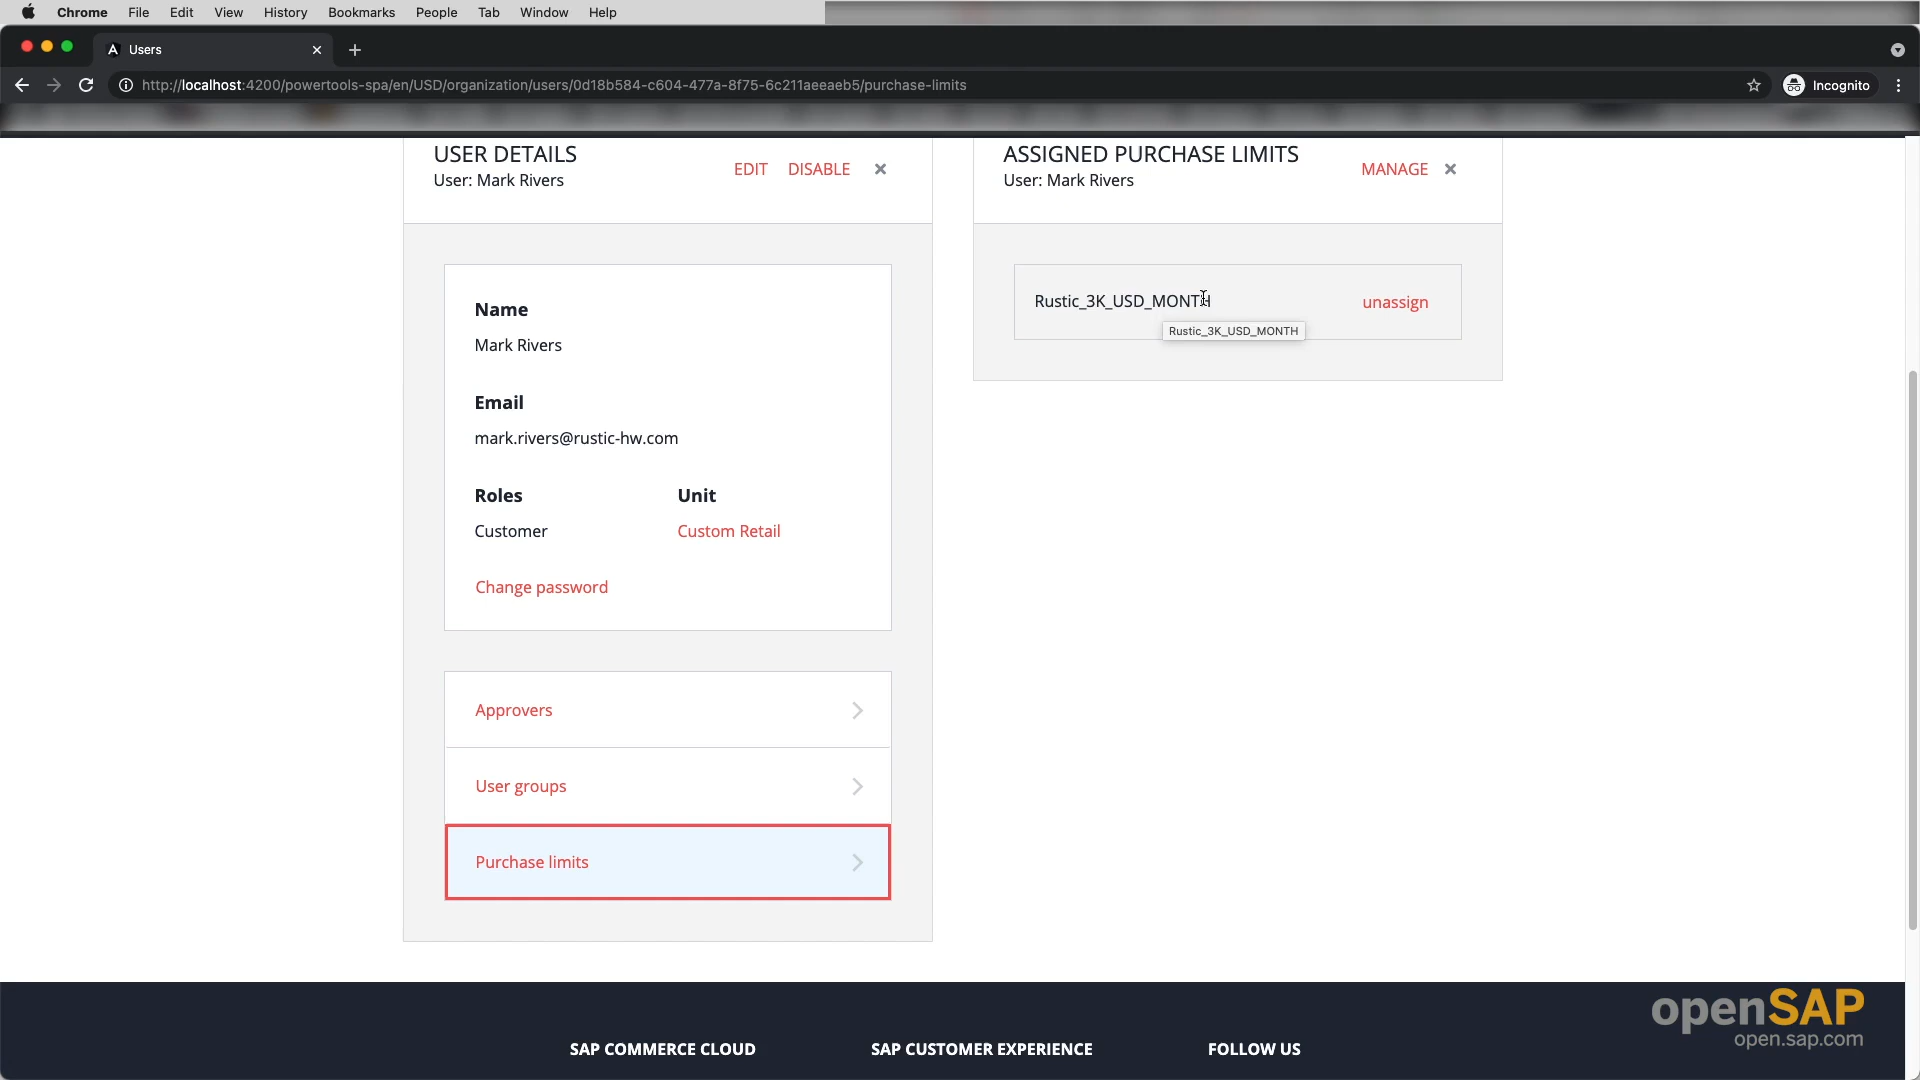 Chrome File Edit View History Bookmarks People Tab Window Help
Users
http://localhost:4200/powertools-spa/en/USD/organization/users/0d18b584-c604-477a-8f75-6c211aeeaeb5/purchase-limits
Incognito
USER DETAILS
User: Mark Rivers
EDIT DISABLE
ASSIGNED PURCHASE LIMITS
User: Mark Rivers
MANAGE
Name
Mark Rivers
Email
mark.rivers@rustic-hw.com
Roles Unit
Customer Custom Retail
Change password
Approvers
User groups
Purchase limits
Rustic_3K_USD_MONTH unassign
Rustic_3K_USD_MONTH
SAP COMMERCE CLOUD SAP CUSTOMER EXPERIENCE FOLLOW US
openSAP
open.sap.com